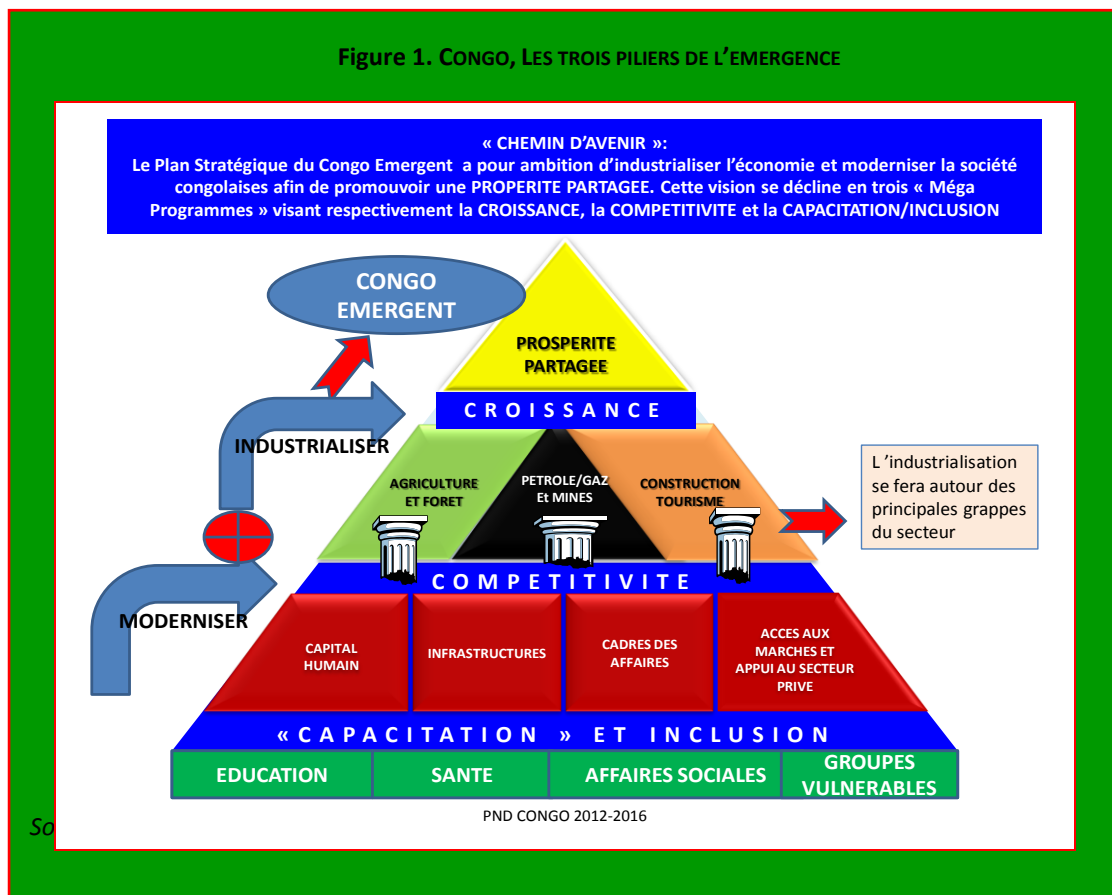 Figure 1. CONGO, LES TROIS PILIERS DE L'EMERGENCE
« CHEMIN D'AVENIR »:
Le Plan Stratégique du Congo Emergent a pour ambition d'industrialiser l'économie et moderniser la société
congolaises afin de promouvoir une PROPERITE PARTAGEE. Cette vision se décline en trois « Méga
Programmes » visant respectivement la CROISSANCE, la COMPETITIVITE et la CAPACITATION/INCLUSION
CONGO
EMERGENT
PROSPERITE
PARTAGEE
CROISSANCE
INDUSTRIALISER
AGRICULTURE
ET FORET
PETROLE/GAZ
Et MINES
CONSTRUCTION
TOURISME
L 'industrialisation
se fera autour des
principales grappes
du secteur
COMPETITIVITE
MODERNISER
CAPITAL
HUMAIN
INFRASTRUCTURES
CADRES DES
AFFAIRES
ACCES AUX
MARCHES ET
APPUI AU SECTEUR
PRIVE
« CAPACITATION » ET INCLUSION
EDUCATION
SANTE
AFFAIRES SOCIALES
GROUPES
VULNERABLES
PND CONGO 2012-2016